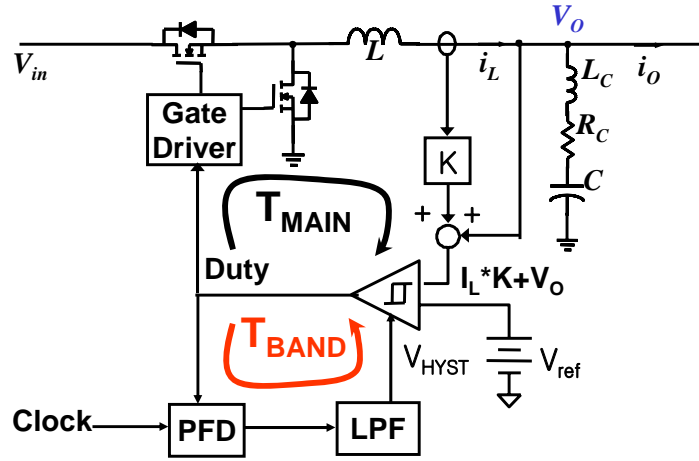 V_O
V_in
L
i_L
L_C
i_O
Gate
Driver
K
R_C
C
T_MAIN
+ +
Duty
I_L*K+V_O
T_BAND
V_HYST
V_ref
Clock
PFD
LPF